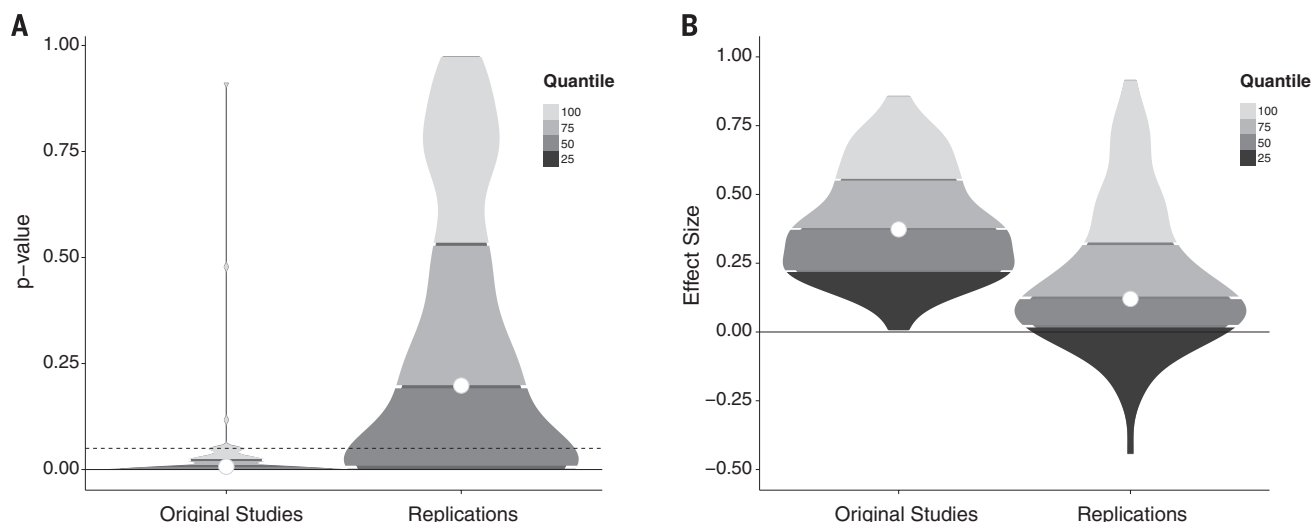 A
1.00
0.75
0.50
0.25
0.00
p−value
Original Studies
Replications
Quantile
100
75
50
25
B
1.00
0.75
0.50
0.25
0.00
−0.25
−0.50
Effect Size
Original Studies
Replications
Quantile
100
75
50
25